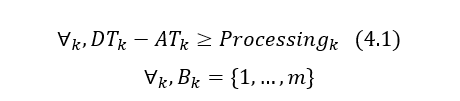 ∀ₖ, DTₖ − ATₖ ≥ Processingₖ (4.1)
∀ₖ, Bₖ = {1, … , m}